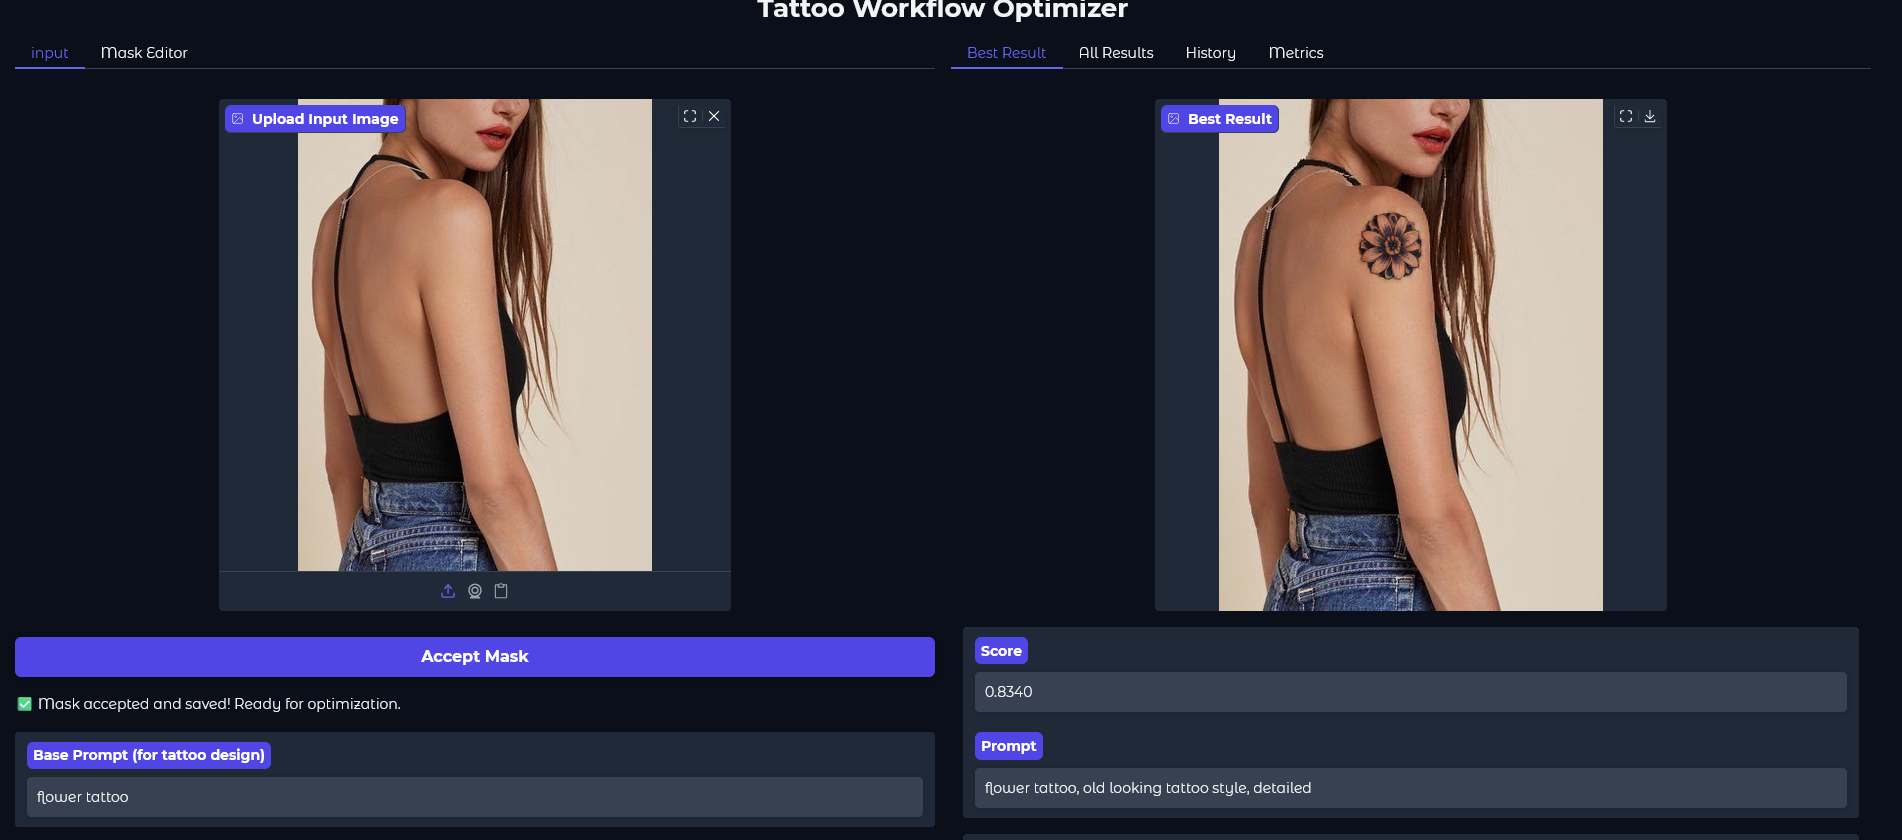 Tattoo Workflow Optimizer
input
Mask Editor
Upload Input Image
Accept Mask
Mask accepted and saved! Ready for optimization.
Base Prompt (for tattoo design)
flower tattoo
Best Result
All Results
History
Metrics
Best Result
Score
0.8340
Prompt
flower tattoo, old looking tattoo style, detailed